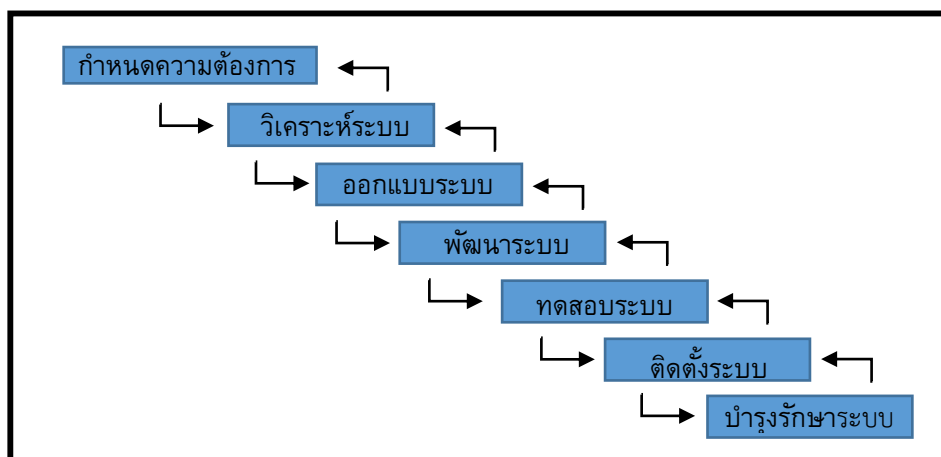 กำหนดความต้องการ
วิเคราะห์ระบบ
ออกแบบระบบ
พัฒนาระบบ
ทดสอบระบบ
ติดตั้งระบบ
บำรุงรักษาระบบ